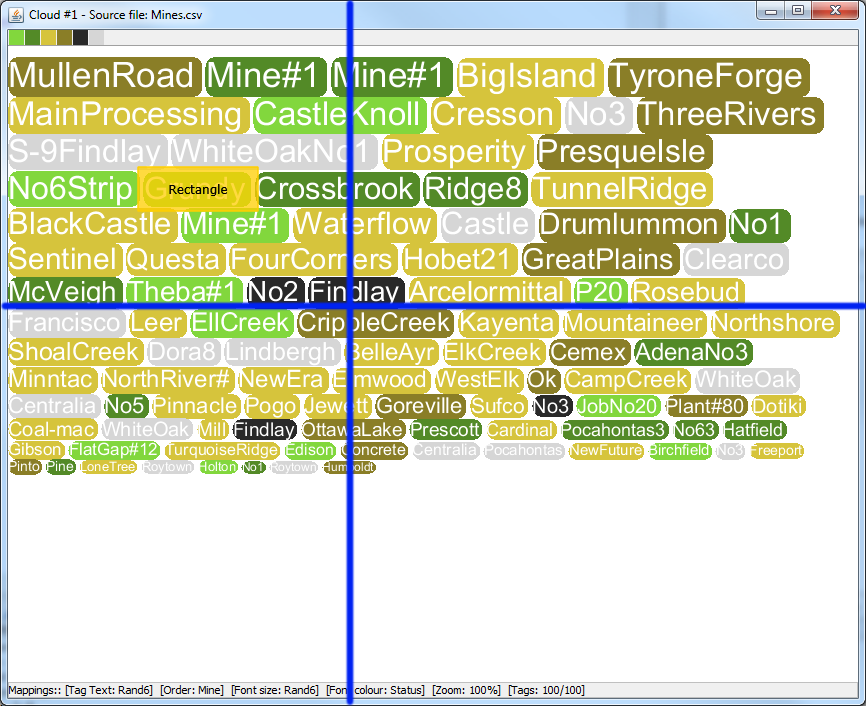 Cloud #1 - Source file: Mines.csv
MullenRoad Mine#1 Mine#1 BigIsland TyroneForge
MainProcessing CastleKnoll Cresson No3 ThreeRivers
S-9Findlay WhiteOakNo1 Prosperity PresqueIsle
No6Strip Rectangle Crossbrook Ridge8 TunnelRidge
BlackCastle Mine#1 Waterflow Castle Drumlummon No1
Sentinel Questa FourCorners Hobet21 GreatPlains Clearco
McVeigh Theba#1 No2 Findlay Arcelormittal P20 Rosebud
Francisco Leer EllCreek CrippleCreek Kayenta Mountaineer Northshore
ShoalCreek Dora8 Lindbergh BelleAyr ElkCreek Cemex AdenaNo3
Minntac NorthRiver# NewEra Elmwood WestElk Ok CampCreek WhiteOak
Centralia No5 Pinnacle Pogo Jewett Goreville Sufco No3 JobNo20 Plant#80 Dotiki
Coal-mac WhiteOak Mill Findlay OttawaLake Prescott Cardinal Pocahontas3 No63 Hatfield
Gibson FlatGap#12 TurquoiseRidge Edison Concrete Centralia Pocahontas NewFuture Birchfield No3 Freeport
Pinto Pine LoneTree Roytown Holton No1 Roytown Humboldt
Mappings:: [Tag Text: Rand6] [Order: Mine] [Font size: Rand6] [Font colour: Status] [Zoom: 100%] [Tags: 100/100]